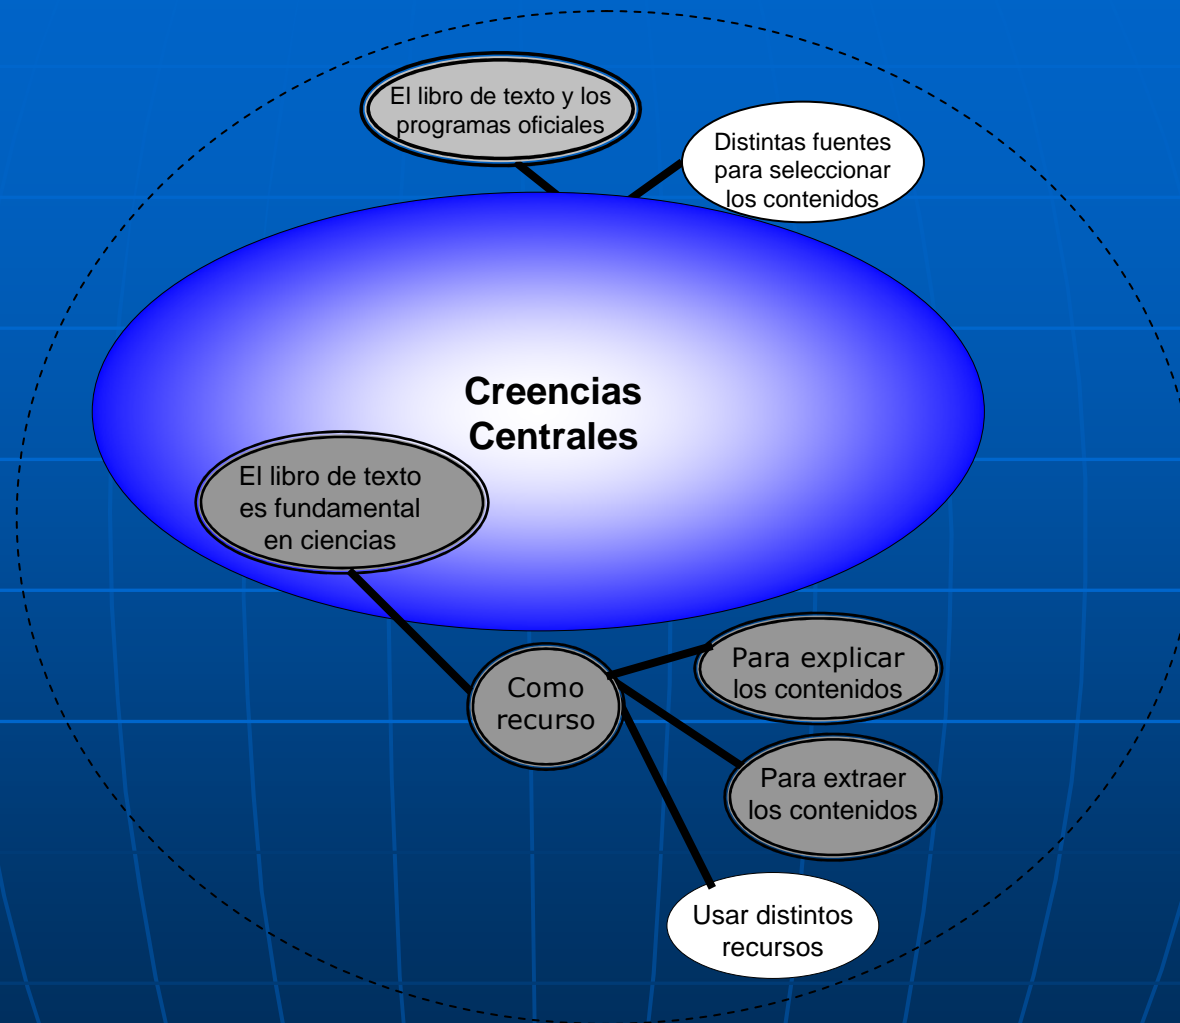 El libro de texto y los
programas oficiales
Distintas fuentes
para seleccionar
los contenidos
Creencias
Centrales
El libro de texto
es fundamental
en ciencias
Como
recurso
Para explicar
los contenidos
Para extraer
los contenidos
Usar distintos
recursos